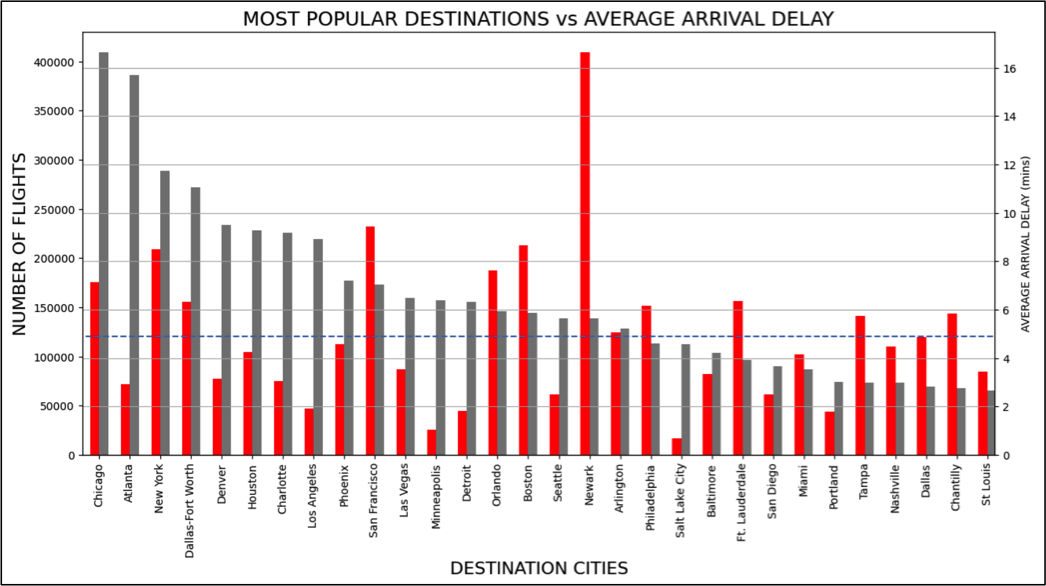 MOST POPULAR DESTINATIONS vs AVERAGE ARRIVAL DELAY
NUMBER OF FLIGHTS
400000
350000
300000
250000
200000
150000
100000
50000
0
16
14
12
10
8
6
4
2
0
AVERAGE ARRIVAL DELAY (mins)
Chicago
Atlanta
New York
Dallas-Fort Worth
Denver
Houston
Charlotte
Los Angeles
Phoenix
San Francisco
Las Vegas
Minneapolis
Detroit
Orlando
Boston
Seattle
Newark
Arlington
Philadelphia
Salt Lake City
Baltimore
Ft. Lauderdale
San Diego
Miami
Portland
Tampa
Nashville
Dallas
Chantilly
St Louis
DESTINATION CITIES